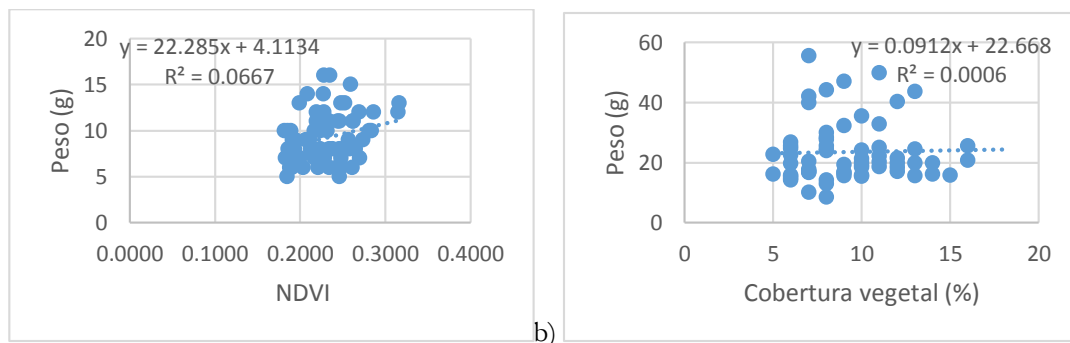 y = 22.285x + 4.1134
R² = 0.0667
20
15
10
5
0
Peso (g)
0.0000 0.1000 0.2000 0.3000 0.4000
NDVI
b)
y = 0.0912x + 22.668
R² = 0.0006
60
40
20
0
Peso (g)
0 5 10 15 20
Cobertura vegetal (%)